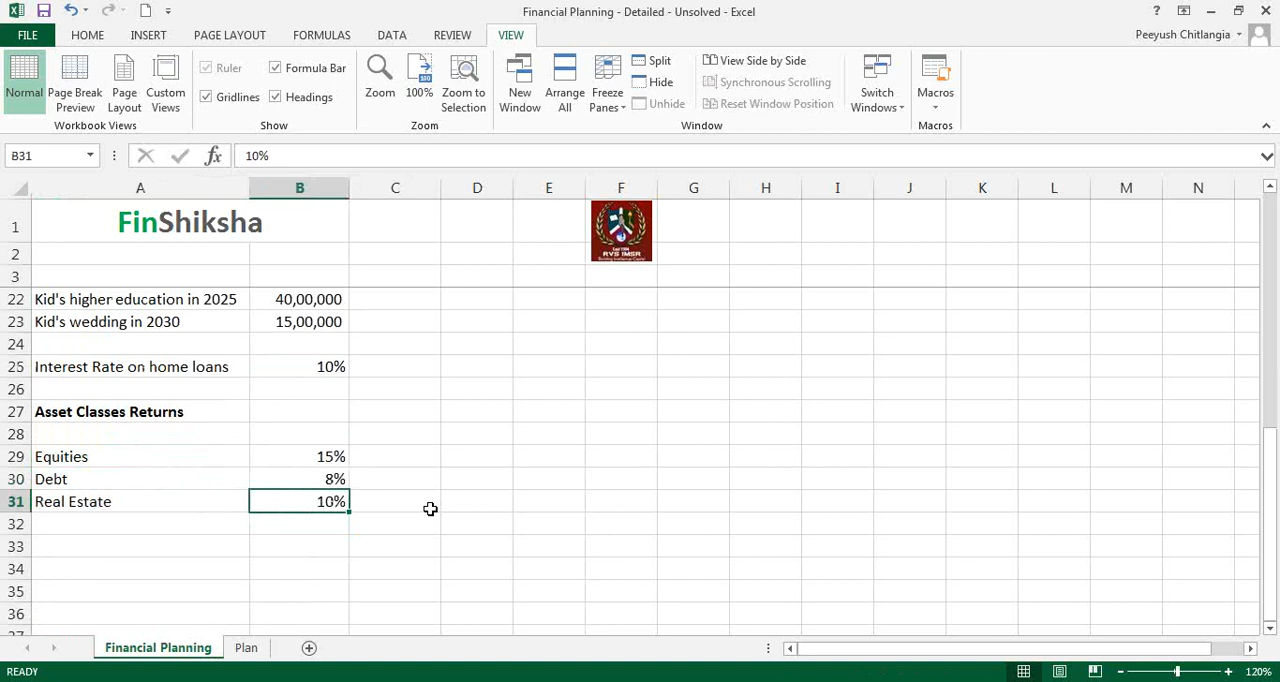 Financial Planning - Detailed - Unsolved - Excel
?
FILE HOME INSERT PAGE LAYOUT FORMULAS DATA REVIEW VIEW Peeyush Chitlangia
Normal Page Break Preview Page Layout Custom Views
Workbook Views
Ruler Formula Bar
Gridlines Headings
Show
Zoom 100% Zoom to Selection
Zoom
New Window Arrange All Freeze Panes
Split
Hide
Unhide
View Side by Side
Synchronous Scrolling
Reset Window Position
Switch Windows
Window
Macros
Macros
B31 fx 10%
A B C D E F G H I J K L M N
1 FinShiksha
RVS IMSR
2
3
22 Kid's higher education in 2025 40,00,000
23 Kid's wedding in 2030 15,00,000
24
25 Interest Rate on home loans 10%
26
27 Asset Classes Returns
28
29 Equities 15%
30 Debt 8%
31 Real Estate 10%
32
33
34
35
36
37
Financial Planning Plan
READY 120%